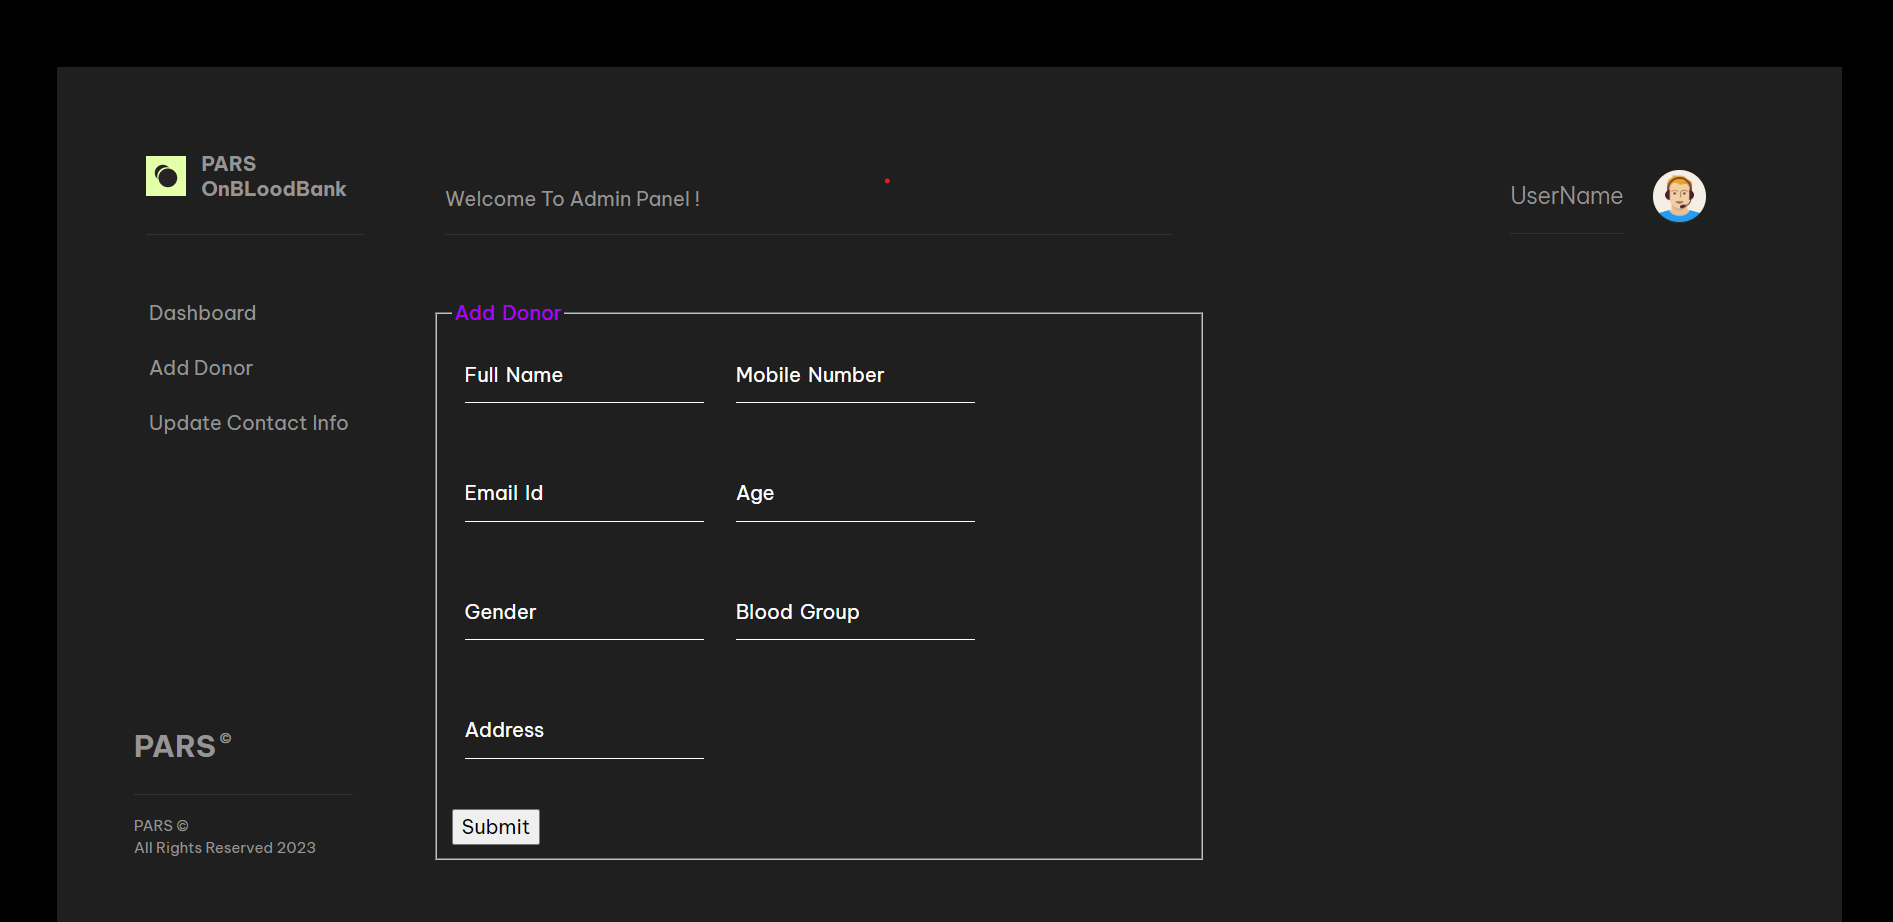 PARS
OnBLoodBank
Welcome To Admin Panel !
UserName
Dashboard
Add Donor
Update Contact Info
Add Donor
Full Name
Mobile Number
Email Id
Age
Gender
Blood Group
Address
Submit
PARS ©
PARS ©
All Rights Reserved 2023